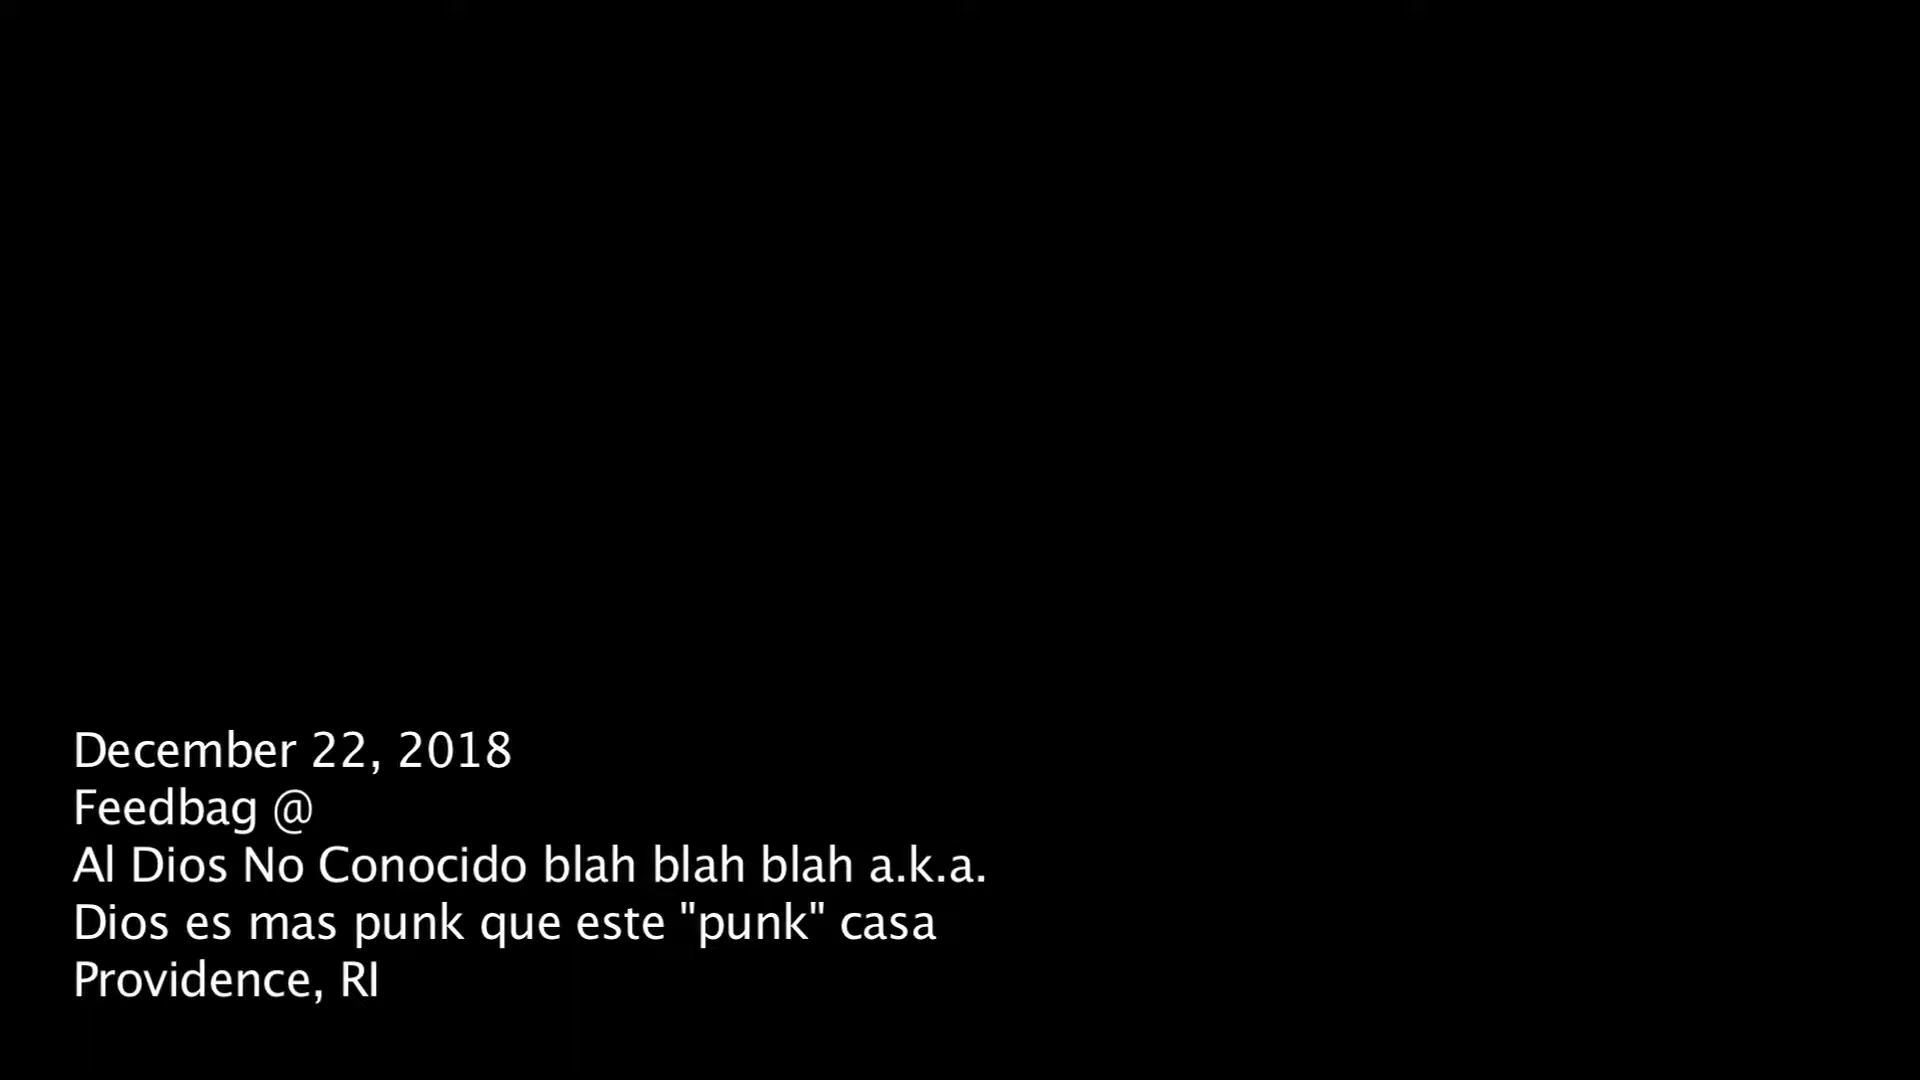 December 22, 2018
Feedbag @
Al Dios No Conocido blah blah blah a.k.a.
Dios es mas punk que este "punk" casa
Providence, RI